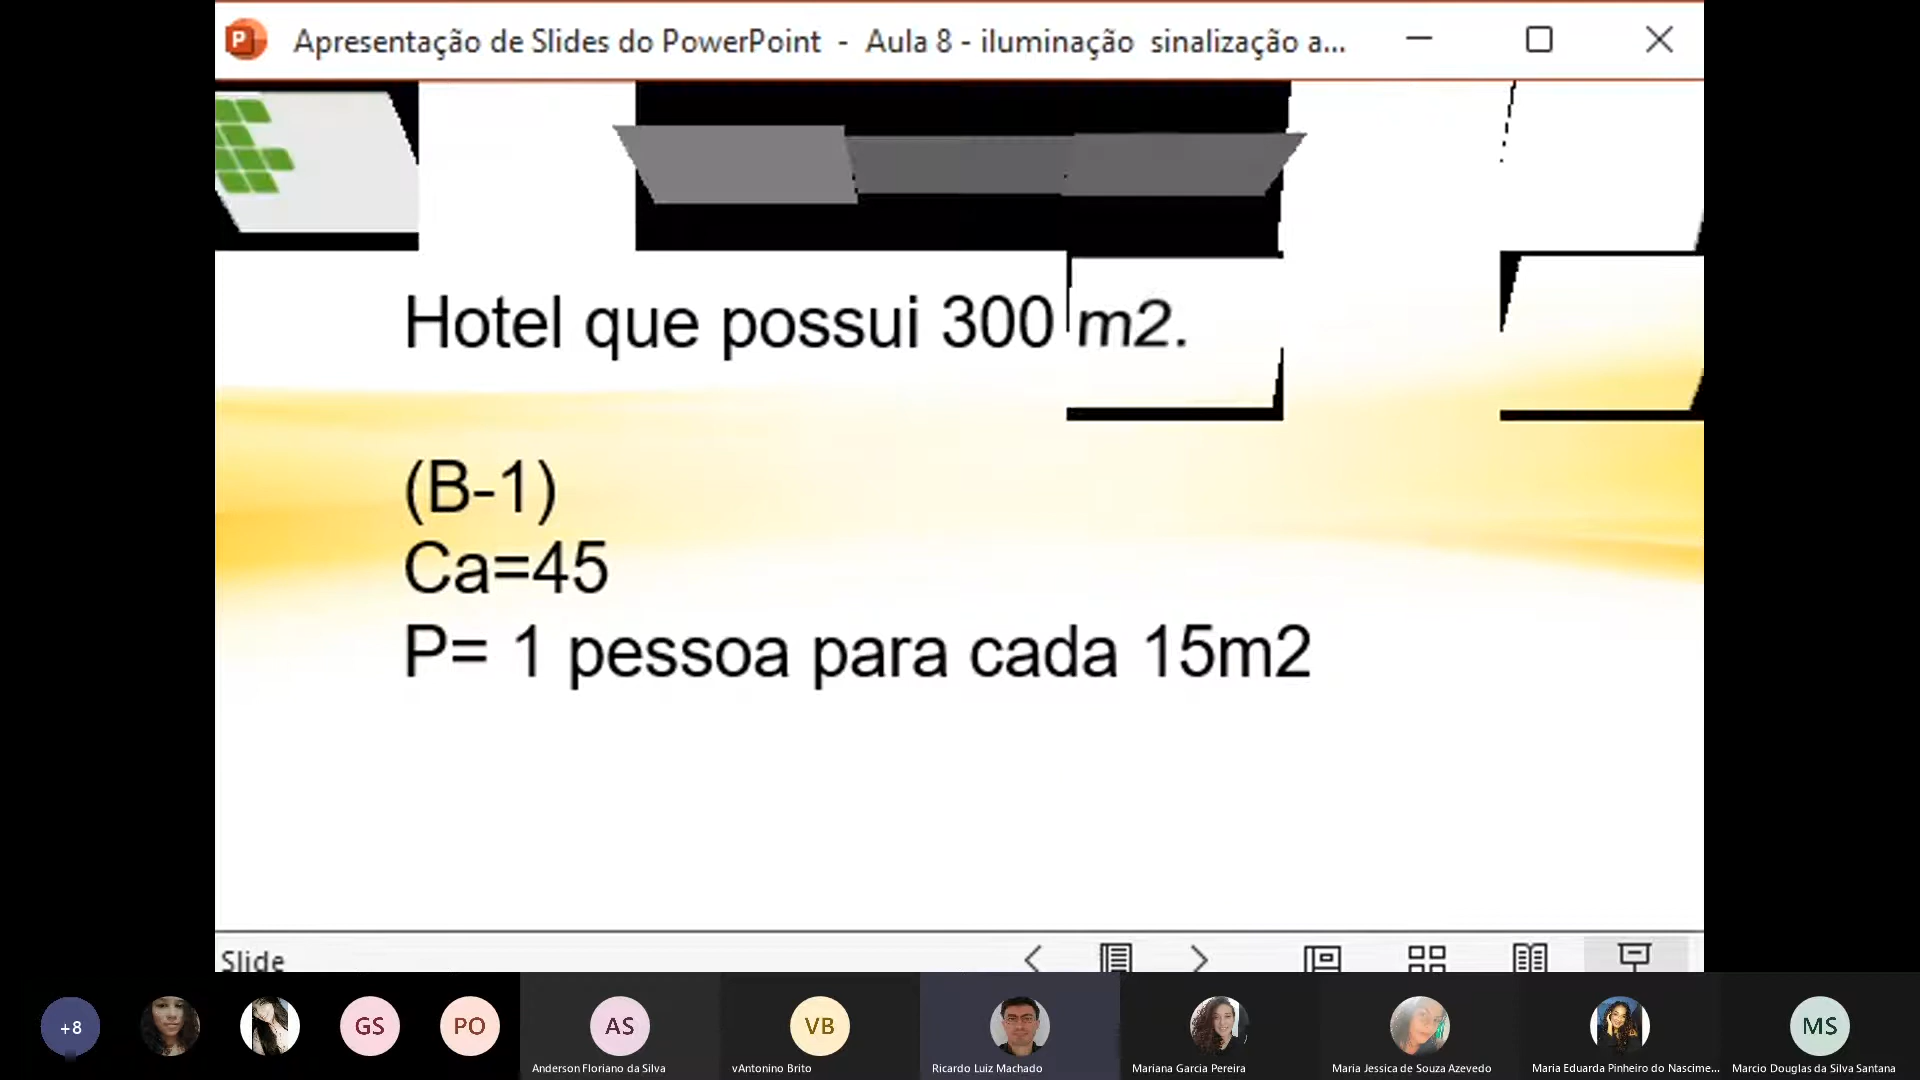 Apresentação de Slides do PowerPoint - Aula 8 - iluminação sinalização a...
Hotel que possui 300 m2.
(B-1)
Ca=45
P= 1 pessoa para cada 15m2
Slide
+8
GS
PO
AS
VB
MS
Anderson Floriano da Silva
vAntonino Brito
Ricardo Luiz Machado
Mariana Garcia Pereira
Maria Jessica de Souza Azevedo
Maria Eduarda Pinheiro do Nascime...
Marcio Douglas da Silva Santana